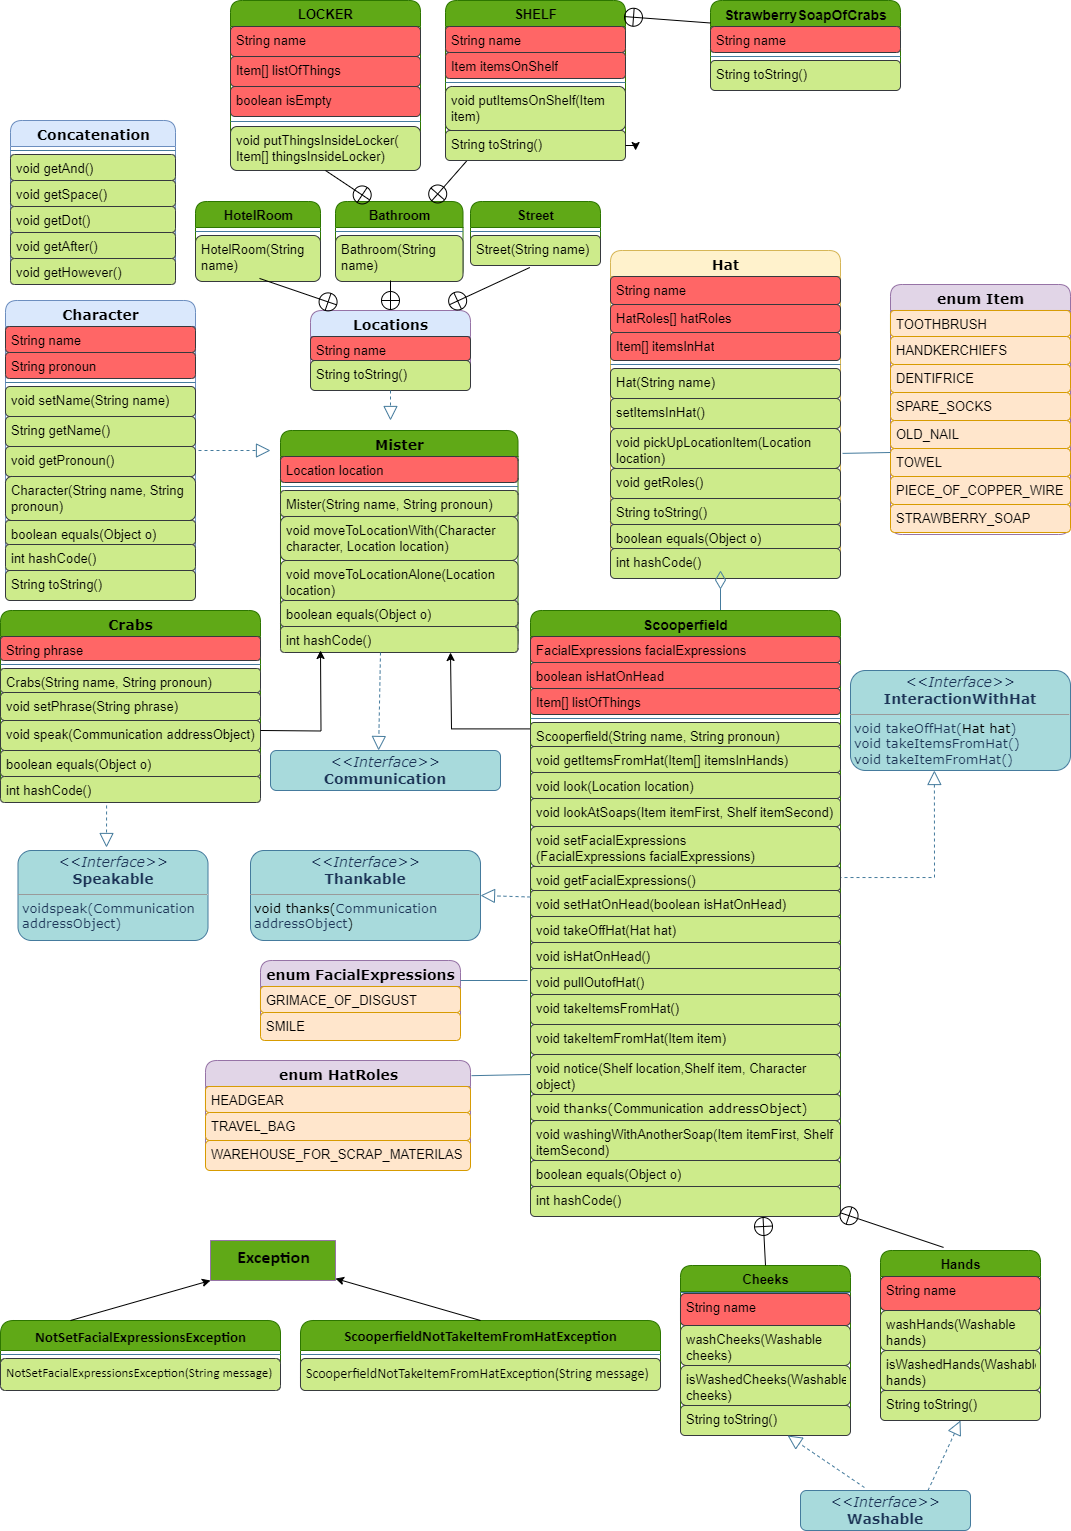 LOCKER
String name
Item[] listOfThings
boolean isEmpty
void putThingsInsideLocker(
Item[] thingsInsideLocker)
SHELF
String name
Item itemsOnShelf
void putItemsOnShelf(Item
item)
String toString()
StrawberrySoapOfCrabs
String name
String toString()
Concatenation
void getAnd()
void getSpace()
void getDot()
void getAfter()
void getHowever()
HotelRoom
HotelRoom(String
name)
Bathroom
Bathroom(String
name)
Street
Street(String name)
Character
String name
String pronoun
void setName(String name)
String getName()
void getPronoun()
Character(String name, String
pronoun)
boolean equals(Object o)
int hashCode()
String toString()
Locations
String name
String toString()
Hat
String name
HatRoles[] hatRoles
Item[] itemsInHat
Hat(String name)
setItemsInHat()
void pickUpLocationItem(Location
location)
void getRoles()
String toString()
boolean equals(Object o)
int hashCode()
enum Item
TOOTHBRUSH
HANDKERCHIEFS
DENTIFRICE
SPARE_SOCKS
OLD_NAIL
TOWEL
PIECE_OF_COPPER_WIRE
STRAWBERRY_SOAP
Mister
Location location
Mister(String name, String pronoun)
void moveToLocationWith(Character
character, Location location)
void moveToLocationAlone(Location
location)
boolean equals(Object o)
int hashCode()
Crabs
String phrase
Crabs(String name, String pronoun)
void setPhrase(String phrase)
void speak(Communication addressObject)
boolean equals(Object o)
int hashCode()
Scooperfield
FacialExpressions facialExpressions
boolean isHatOnHead
Item[] listOfThings
Scooperfield(String name, String pronoun)
void getItemsFromHat(Item[] itemsInHands)
void look(Location location)
void lookAtSoaps(Item itemFirst, Shelf itemSecond)
void setFacialExpressions
(FacialExpressions facialExpressions)
void getFacialExpressions()
void setHatOnHead(boolean isHatOnHead)
void takeOffHat(Hat hat)
void isHatOnHead()
void pullOutofHat()
void takeItemsFromHat()
void takeItemFromHat(Item item)
void notice(Shelf location,Shelf item, Character
object)
void thanks(Communication addressObject)
void washingWithAnotherSoap(Item itemFirst, Shelf
itemSecond)
boolean equals(Object o)
int hashCode()
<<Interface>>
InteractionWithHat
void takeOffHat(Hat hat)
void takeItemsFromHat()
void takeItemFromHat()
<<Interface>>
Communication
<<Interface>>
Speakable
voidspeak(Communication
addressObject)
<<Interface>>
Thankable
void thanks(Communication
addressObject)
enum FacialExpressions
GRIMACE_OF_DISGUST
SMILE
enum HatRoles
HEADGEAR
TRAVEL_BAG
WAREHOUSE_FOR_SCRAP_MATERILAS
Exception
NotSetFacialExpressionsException
NotSetFacialExpressionsException(String message)
ScooperfieldNotTakeItemFromHatException
ScooperfieldNotTakeItemFromHatException(String message)
Cheeks
String name
washCheeks(Washable
cheeks)
isWashedCheeks(Washable
cheeks)
String toString()
Hands
String name
washHands(Washable
hands)
isWashedHands(Washabl
hands)
String toString()
<<Interface>>
Washable